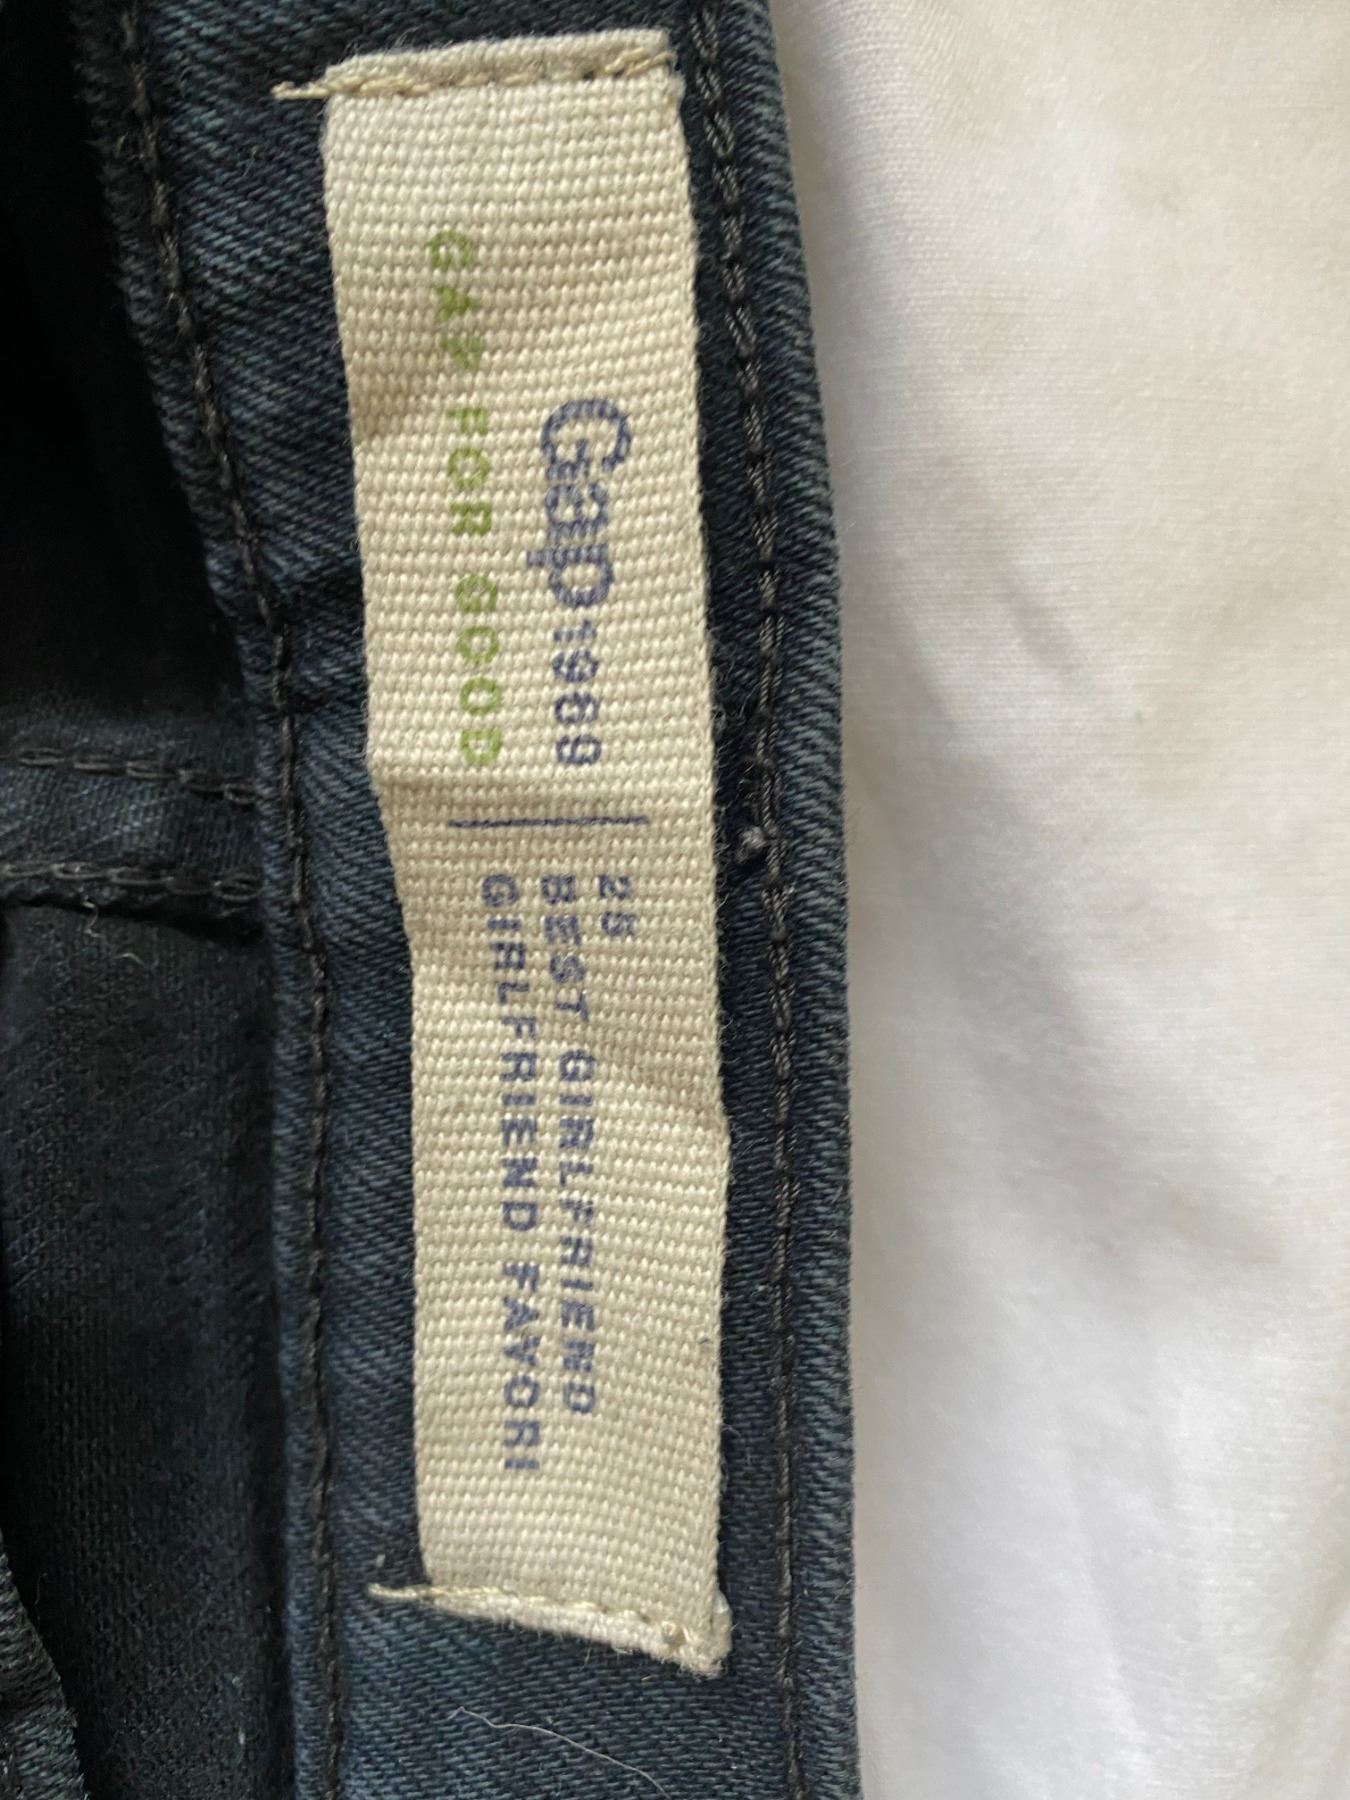 Gap 1969
GAP FOR GOOD
25
BEST GIRLFRIEND
GIRLFRIEND FAVORI